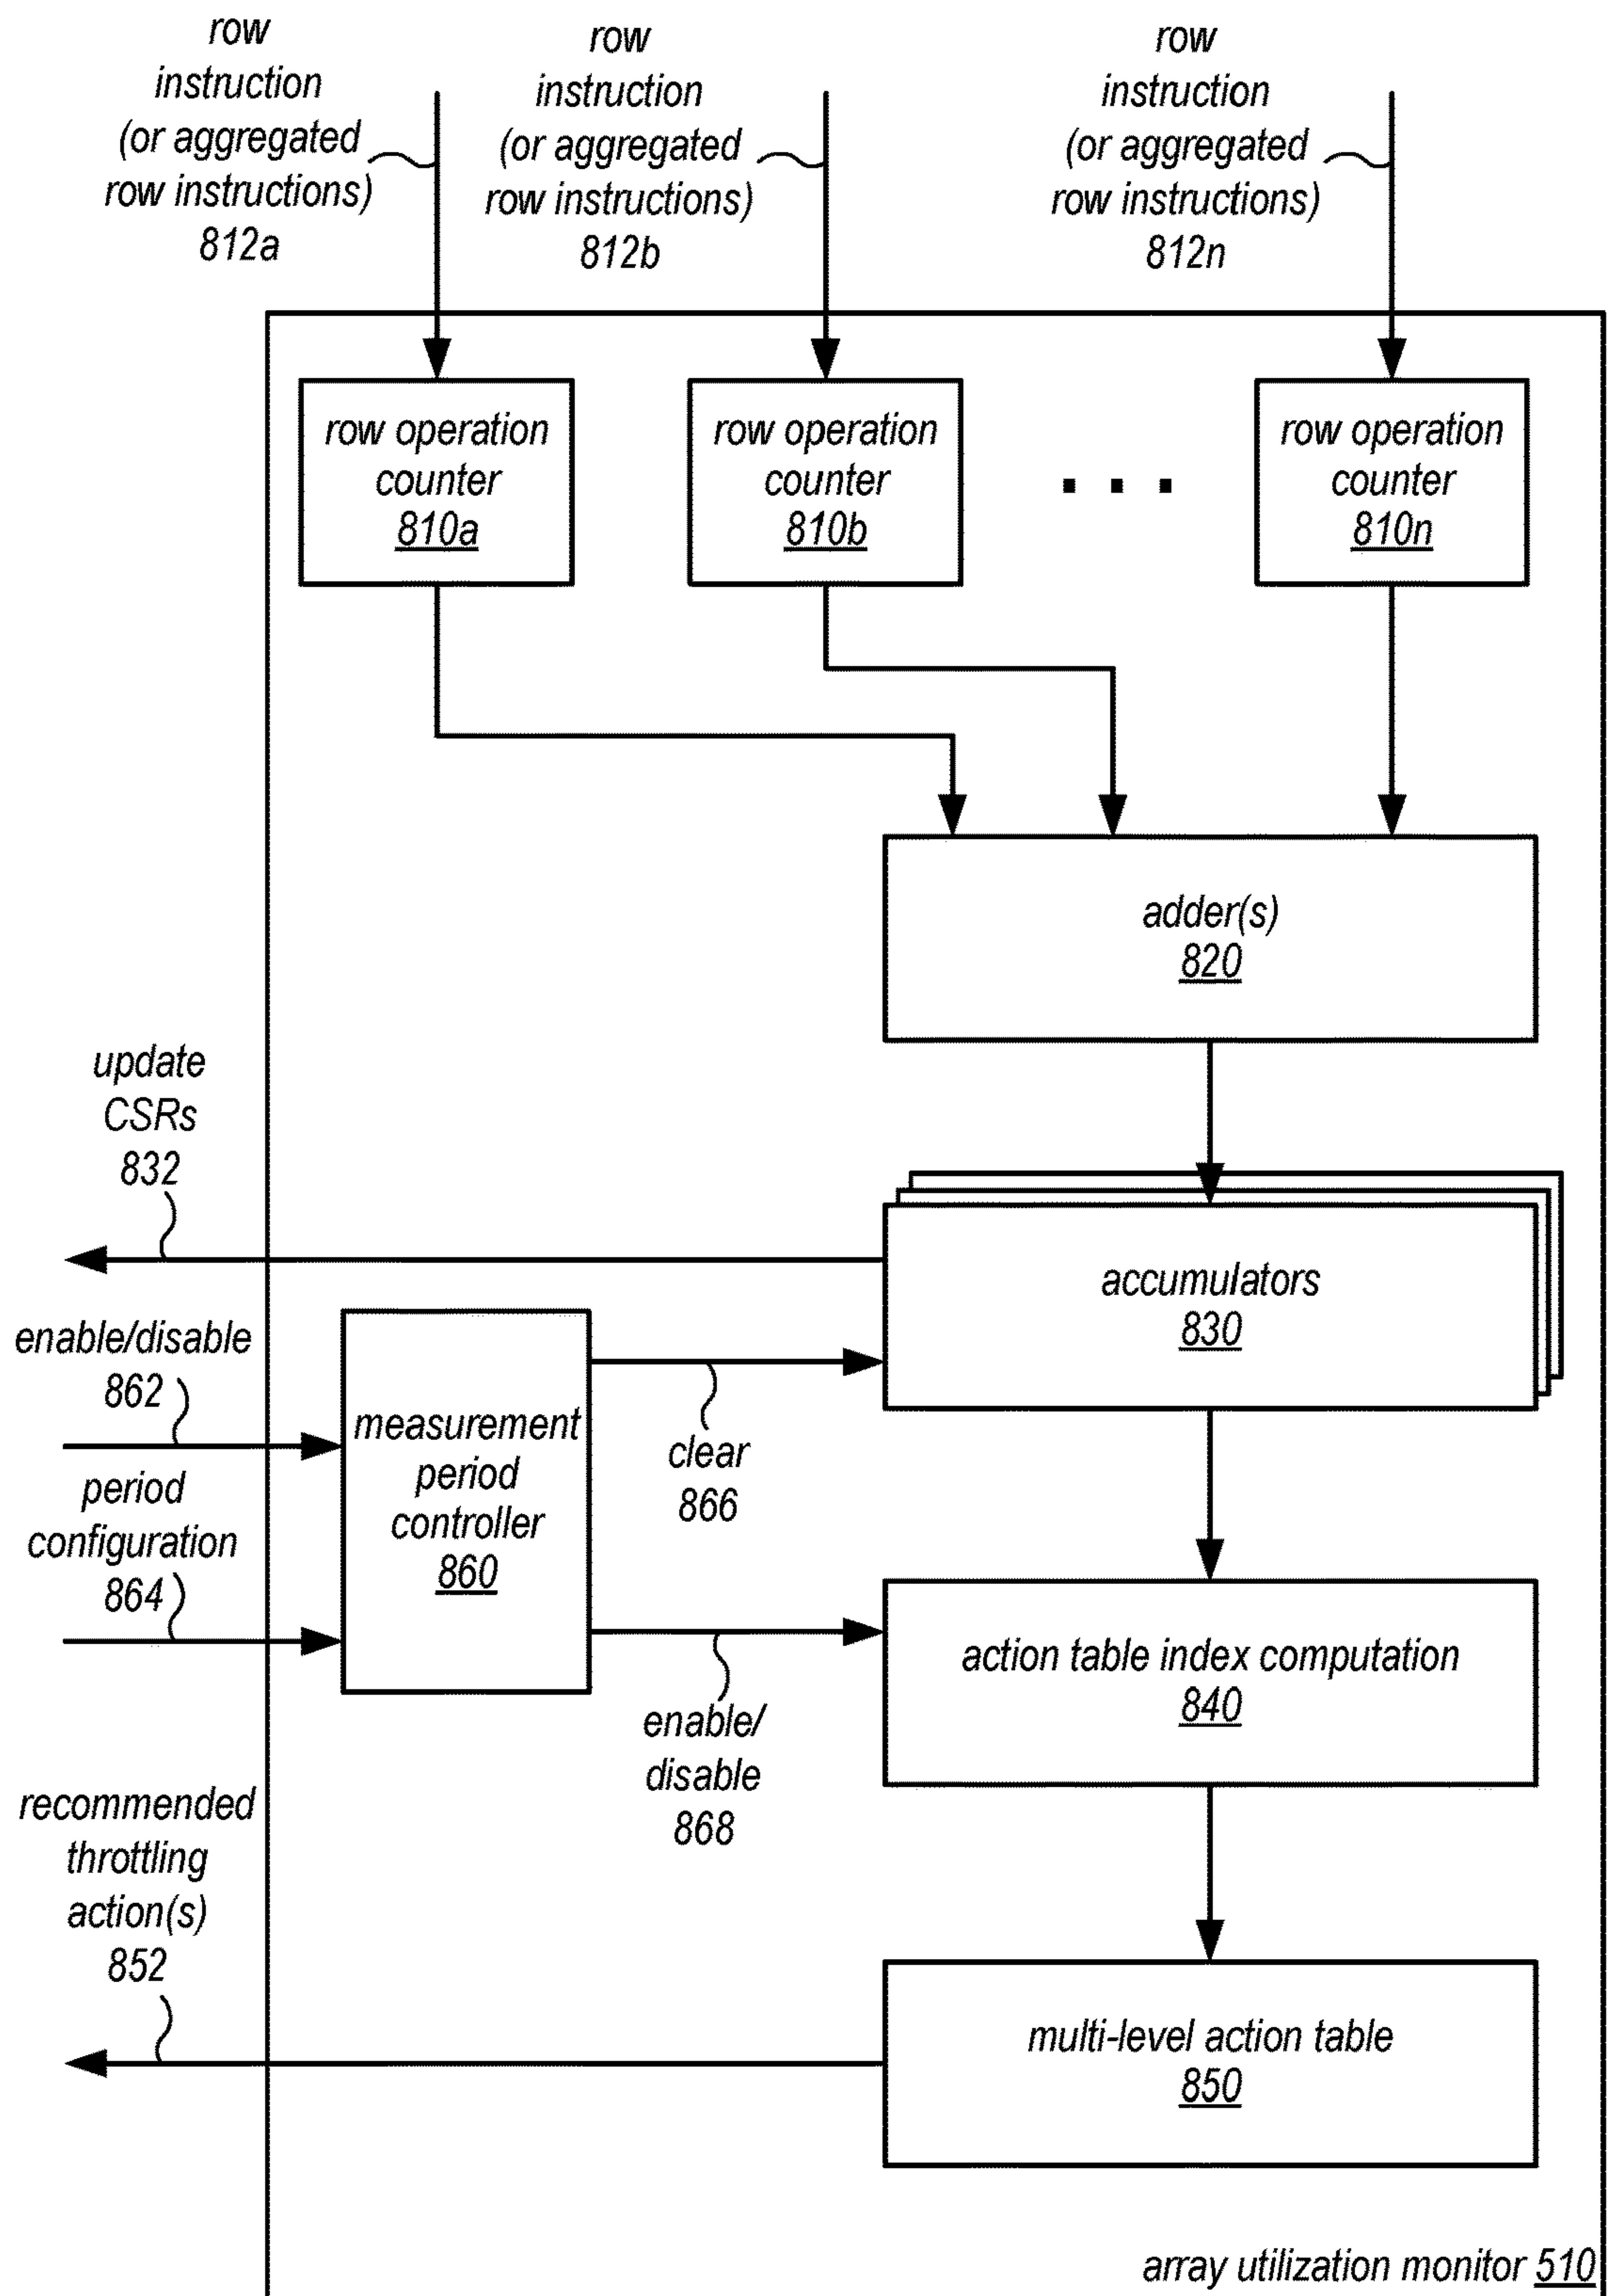 row
instruction
(or aggregated
row instructions)
812a
row
instruction
(or aggregated
row instructions)
812b
row
instruction
(or aggregated
row instructions)
812n
row operation
counter
810a
row operation
counter
810b
. . .
row operation
counter
810n
adder(s)
820
update
CSRs
832
accumulators
830
enable/disable
862
measurement
period
controller
860
clear
866
period
configuration
864
action table index computation
840
enable/
disable
868
recommended
throttling
action(s)
852
multi-level action table
850
array utilization monitor 510